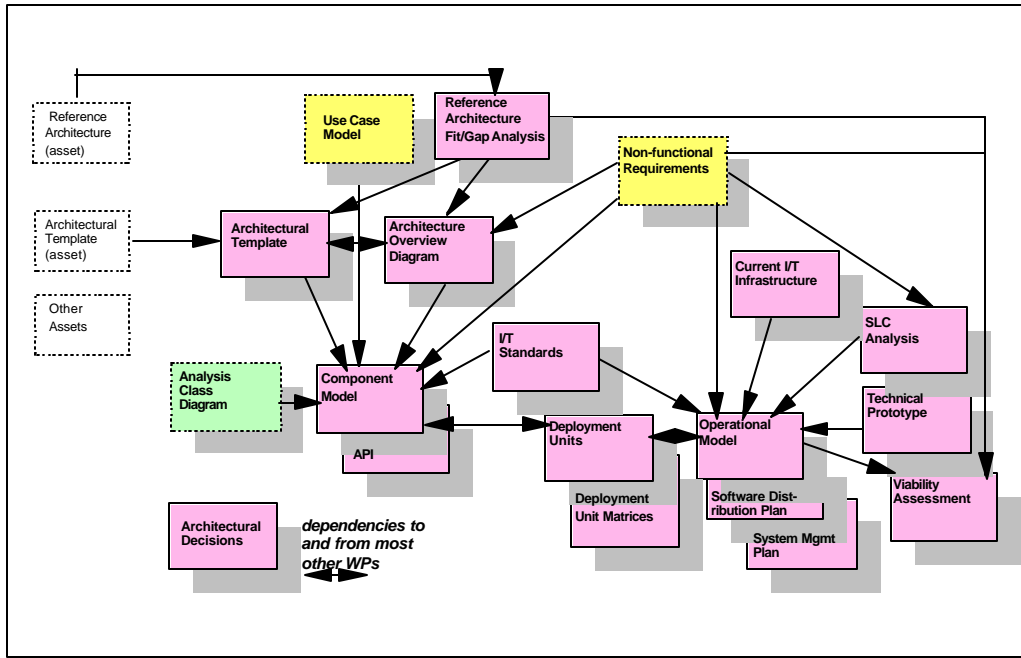 Reference
Architecture
(asset)
Use Case
Model
Reference
Architecture
Fit/Gap Analysis
Non-functional
Requirements
Architectural
Template
(asset)
Architectural
Template
Architecture
Overview
Diagram
Current I/T
Infrastructure
Other
Assets
I/T
Standards
SLC
Analysis
Analysis
Class
Diagram
Component
Model
API
Deployment
Units
Operational
Model
Technical
Prototype
Deployment
Unit Matrices
Software Dist-
ribution Plan
System Mgmt
Plan
Viability
Assessment
Architectural
Decisions
dependencies to
and from most
other WPs